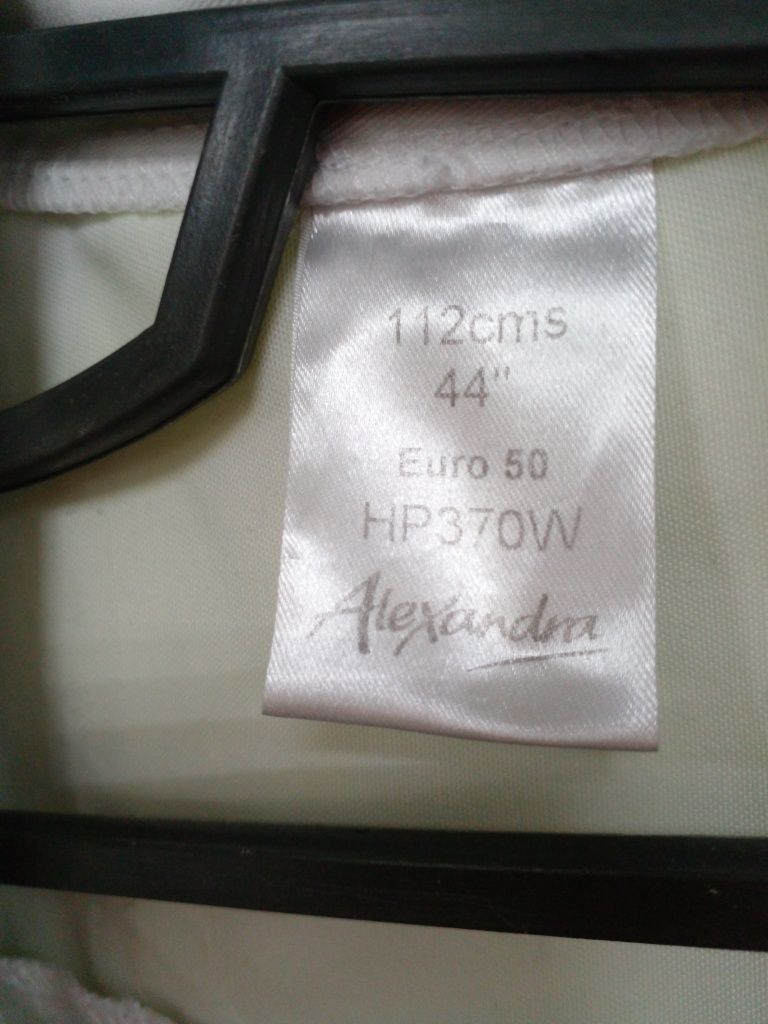 112cms
44"
Euro 50
HP370W
Alexandra